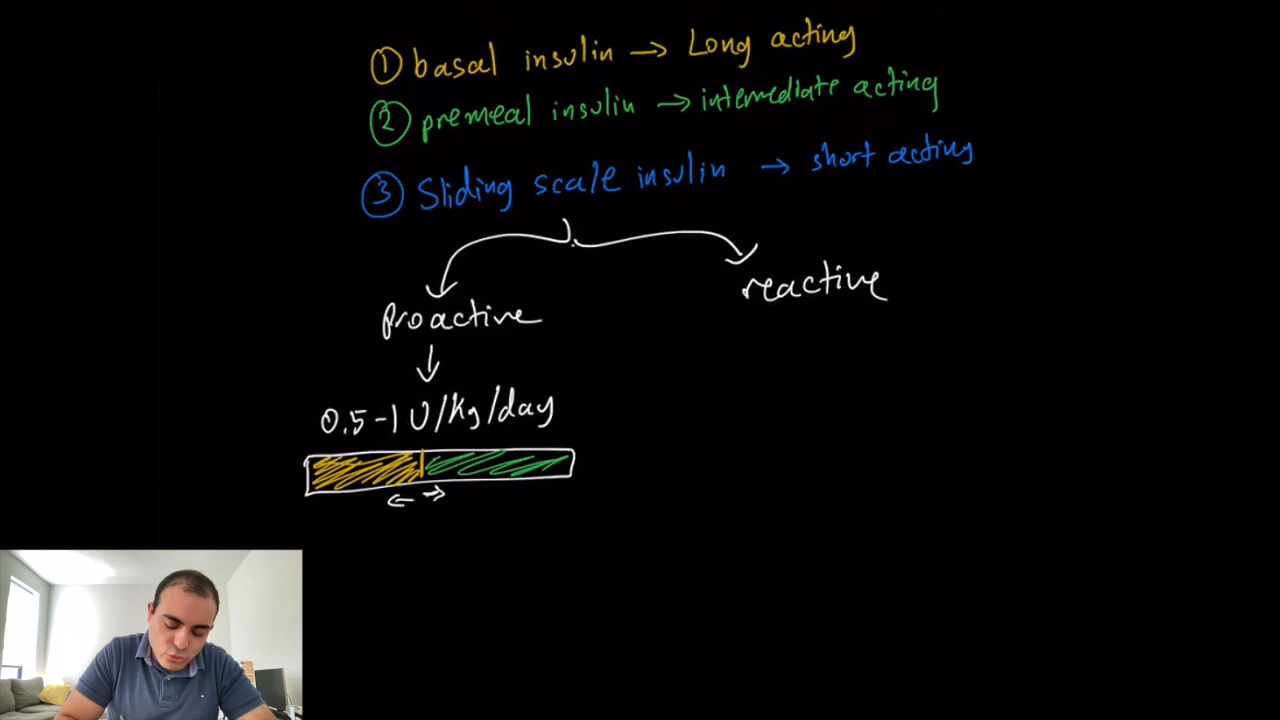 ① basal insulin → Long acting
② premeal insulin → intermediate acting
③ Sliding scale insulin → short acting
proactive
reactive
0.5-1 U/kg/day